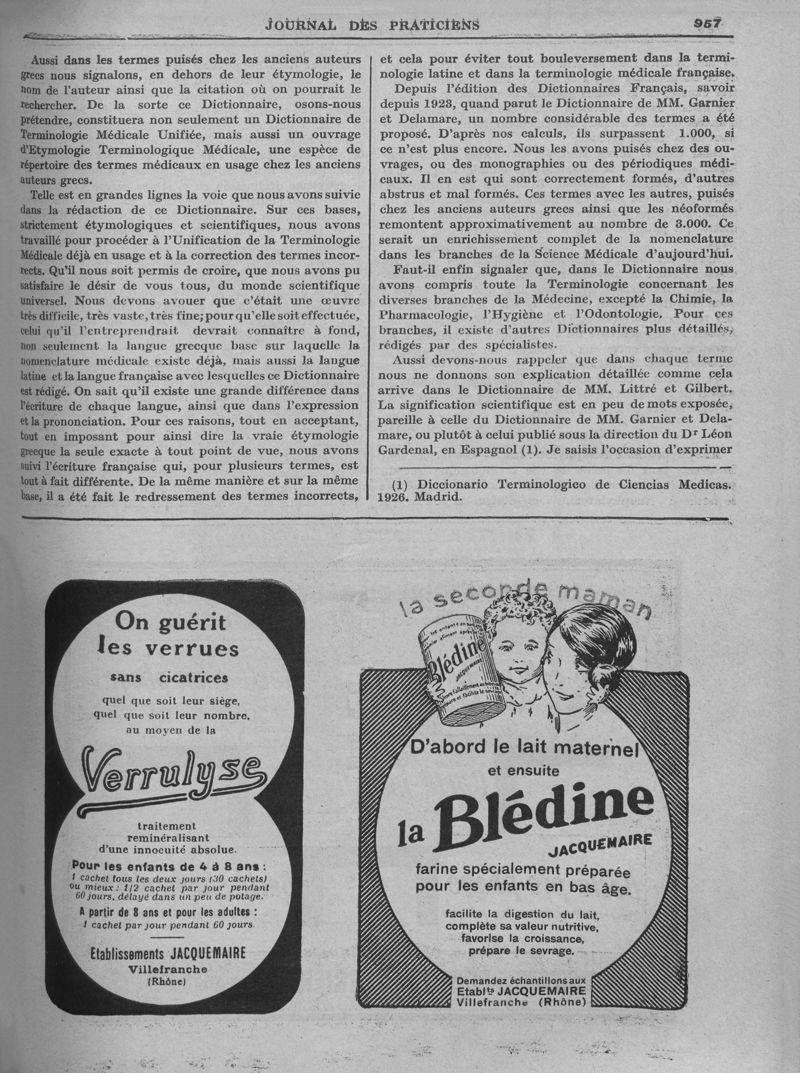 JOURNAL DES PRATICIENS
957
Aussi dans les termes puisés chez les anciens auteurs
grecs nous signalons, en dehors de leur étymologie, le
nom de l'auteur ainsi que la citation où on pourrait le
rechercher. De la sorte ce Dictionnaire, osons-nous
prétendre, constituera non seulement un Dictionnaire de
Terminologie Médicale Unifiée, mais aussi un ouvrage
d'Etymologie Terminologique Médicale, une espèce de
répertoire des termes médicaux en usage chez les anciens
auteurs grecs.
Telle est en grandes lignes la voie que nous avons suivie
dans la rédaction de ce Dictionnaire. Sur ces bases,
strictement étymologiques et scientifiques, nous avons
travaillé pour procéder à l'Unification de la Terminologie
Médicale déjà en usage et à la correction des termes incor-
rects. Qu'il nous soit permis de croire, que nous avons pu
satisfaire le désir de vous tous, du monde scientifique
universel. Nous devons avouer que c'était une œuvre
très difficile, très vaste, très fine; pour qu'elle soit effectuée,
celui qu'il l'entreprendrait devrait connaître à fond,
non seulement la langue grecque base sur laquelle la
nomenclature médicale existe déjà, mais aussi la langue
latine et la langue française avec lesquelles ce Dictionnaire
est rédigé. On sait qu'il existe une grande différence dans
l'écriture de chaque langue, ainsi que dans l'expression
et la prononciation. Pour ces raisons, tout en acceptant,
tout en imposant pour ainsi dire la vraie étymologie
grecque la seule exacte à tout point de vue, nous avons
suivi l'écriture française qui, pour plusieurs termes, est
tout à fait différente. De la même manière et sur la même
base, il a été fait le redressement des termes incorrects,
et cela pour éviter tout bouleversement dans la termi-
nologie latine et dans la terminologie médicale française.
Depuis l'édition des Dictionnaires Français, savoir
depuis 1923, quand parut le Dictionnaire de MM. Garnier
et Delamare, un nombre considérable des termes a été
proposé. D'après nos calculs, ils surpassent 1.000, si
ce n'est plus encore. Nous les avons puisés chez des ou-
vrages, ou des monographies ou des périodiques médi-
caux. Il en est qui sont correctement formés, d'autres
abstrus et mal formés. Ces termes avec les autres, puisés
chez les anciens auteurs grecs ainsi que les néoformés
remontent approximativement au nombre de 3.000. Ce
serait un enrichissement complet de la nomenclature
dans les branches de la Science Médicale d'aujourd'hui.
Faut-il enfin signaler que, dans le Dictionnaire nous
avons compris toute la Terminologie concernant les
diverses branches de la Médecine, excepté la Chimie, la
Pharmacologie, l'Hygiène et l'Odontologie. Pour ces
branches, il existe d'autres Dictionnaires plus détaillés,
rédigés par des spécialistes.
Aussi devons-nous rappeler que dans chaque terme
nous ne donnons son explication détaillée comme cela
arrive dans le Dictionnaire de MM. Littré et Gilbert.
La signification scientifique est en peu de mots exposée,
pareille à celle du Dictionnaire de MM. Garnier et Dela-
mare, ou plutôt à celui publié sous la direction du Dr Léon
Gardenal, en Espagnol (1). Je saisis l'occasion d'exprimer
(1) Diccionario Terminologico de Ciencias Medicas.
1926. Madrid.
On guérit
les verrues
sans cicatrices
quel que soit leur siège,
quel que soit leur nombre,
au moyen de la
Verrulyse
traitement
reminéralisant
d'une innocuité absolue.
Pour les enfants de 4 à 8 ans :
1 cachet tous les deux jours (30 cachets)
ou mieux : 1/2 cachet par jour pendant
60 jours, délayé dans un peu de potage.
A partir de 8 ans et pour les adultes :
1 cachet par jour pendant 60 jours.
Etablissements JACQUEMAIRE
Villefranche
(Rhône)
la seconde maman
Blédine
JACQUEMAIRE
D'abord le lait maternel
et ensuite
la Blédine
JACQUEMAIRE
farine spécialement préparée
pour les enfants en bas âge.
facilite la digestion du lait,
complète sa valeur nutritive,
favorise la croissance,
prépare le sevrage.
Demandez échantillons aux
Etablts JACQUEMAIRE
Villefranche (Rhône)